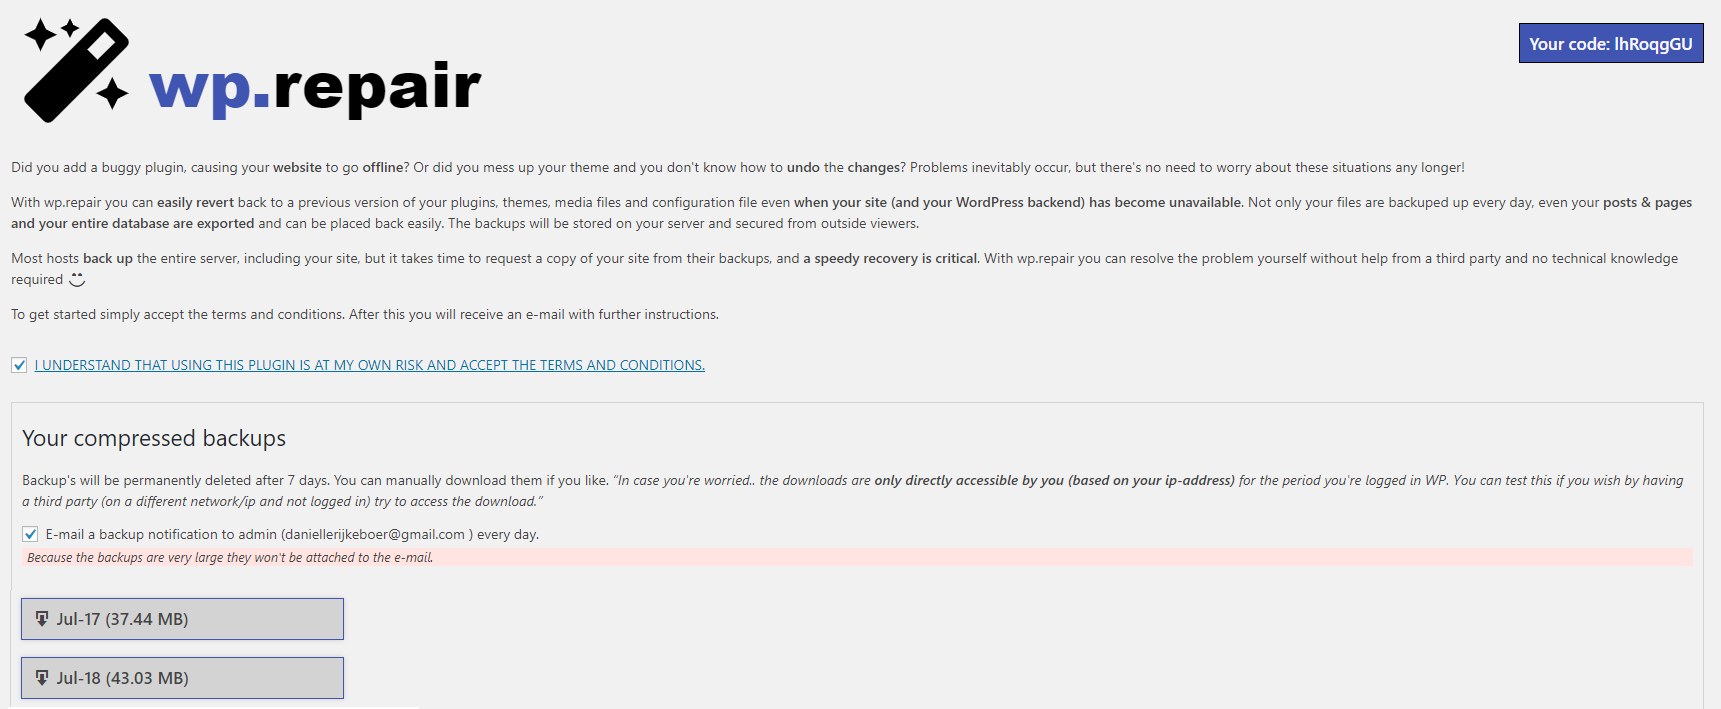 wp.repair
Your code: lhRoqgGU
Did you add a buggy plugin, causing your website to go offline? Or did you mess up your theme and you don't know how to undo the changes? Problems inevitably occur, but there's no need to worry about these situations any longer!
With wp.repair you can easily revert back to a previous version of your plugins, themes, media files and configuration file even when your site (and your WordPress backend) has become unavailable. Not only your files are backuped up every day, even your posts & pages
and your entire database are exported and can be placed back easily. The backups will be stored on your server and secured from outside viewers.
Most hosts back up the entire server, including your site, but it takes time to request a copy of your site from their backups, and a speedy recovery is critical. With wp.repair you can resolve the problem yourself without help from a third party and no technical knowledge
required
To get started simply accept the terms and conditions. After this you will receive an e-mail with further instructions.
I UNDERSTAND THAT USING THIS PLUGIN IS AT MY OWN RISK AND ACCEPT THE TERMS AND CONDITIONS.
Your compressed backups
Backup's will be permanently deleted after 7 days. You can manually download them if you like. "In case you're worried.. the downloads are only directly accessible by you (based on your ip-address) for the period you're logged in WP. You can test this if you wish by having
a third party (on a different network/ip and not logged in) try to access the download."
E-mail a backup notification to admin (daniellerijkeboer@gmail.com ) every day.
Because the backups are very large they won't be attached to the e-mail.
Jul-17 (37.44 MB)
Jul-18 (43.03 MB)